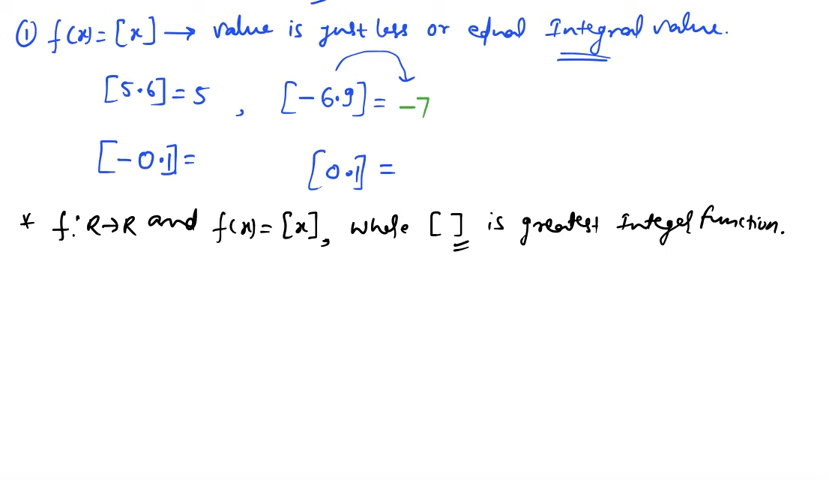 ① f(x) = [x] → value is just less or equal Integral value.
[5.6] = 5 , [-6.9] = -7
[-0.1] = [0.1] =
* f: R→R and f(x) = [x], where [ ] is greatest Integer function.